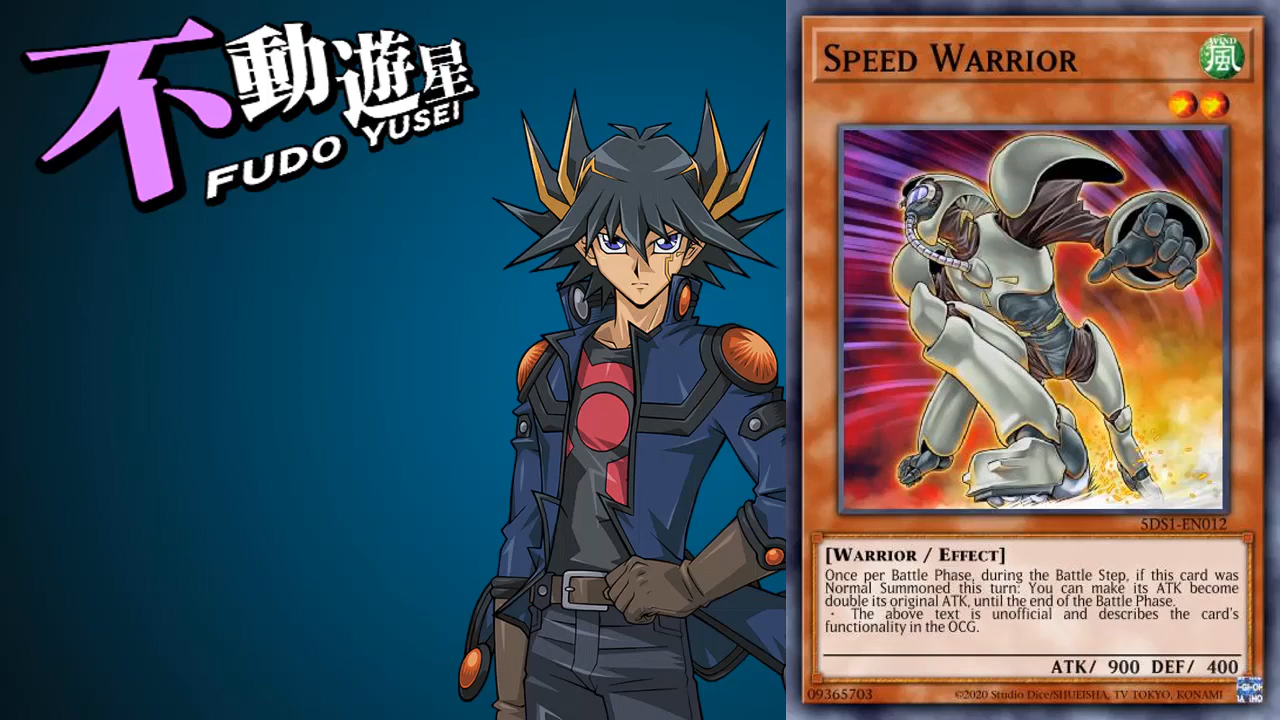 不動遊星
FUDO YUSEI
SPEED WARRIOR
WIND
風
5DS1-EN012
[WARRIOR / EFFECT]
Once per Battle Phase, during the Battle Step, if this card was
Normal Summoned this turn: You can make its ATK become
double its original ATK, until the end of the Battle Phase.
· The above text is unofficial and describes the card's
functionality in the OCG.
ATK/ 900 DEF/ 400
09365703
©2020 Studio Dice/SHUEISHA, TV TOKYO, KONAMI